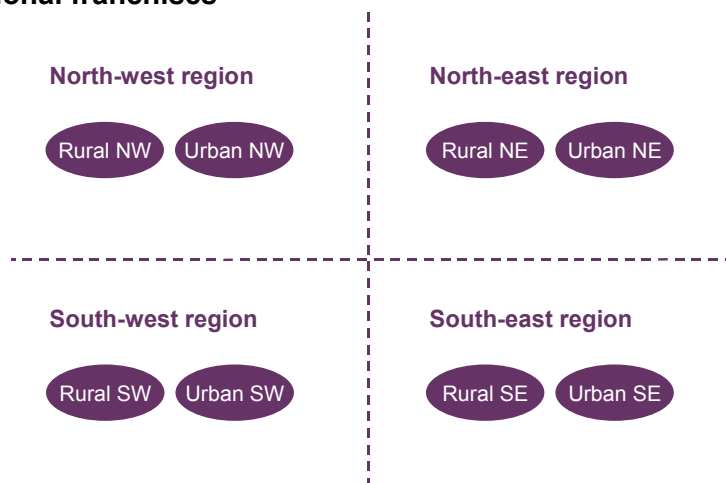 franchises
North-west region
North-east region
Rural NW
Urban NW
Rural NE
Urban NE
South-west region
South-east region
Rural SW
Urban SW
Rural SE
Urban SE